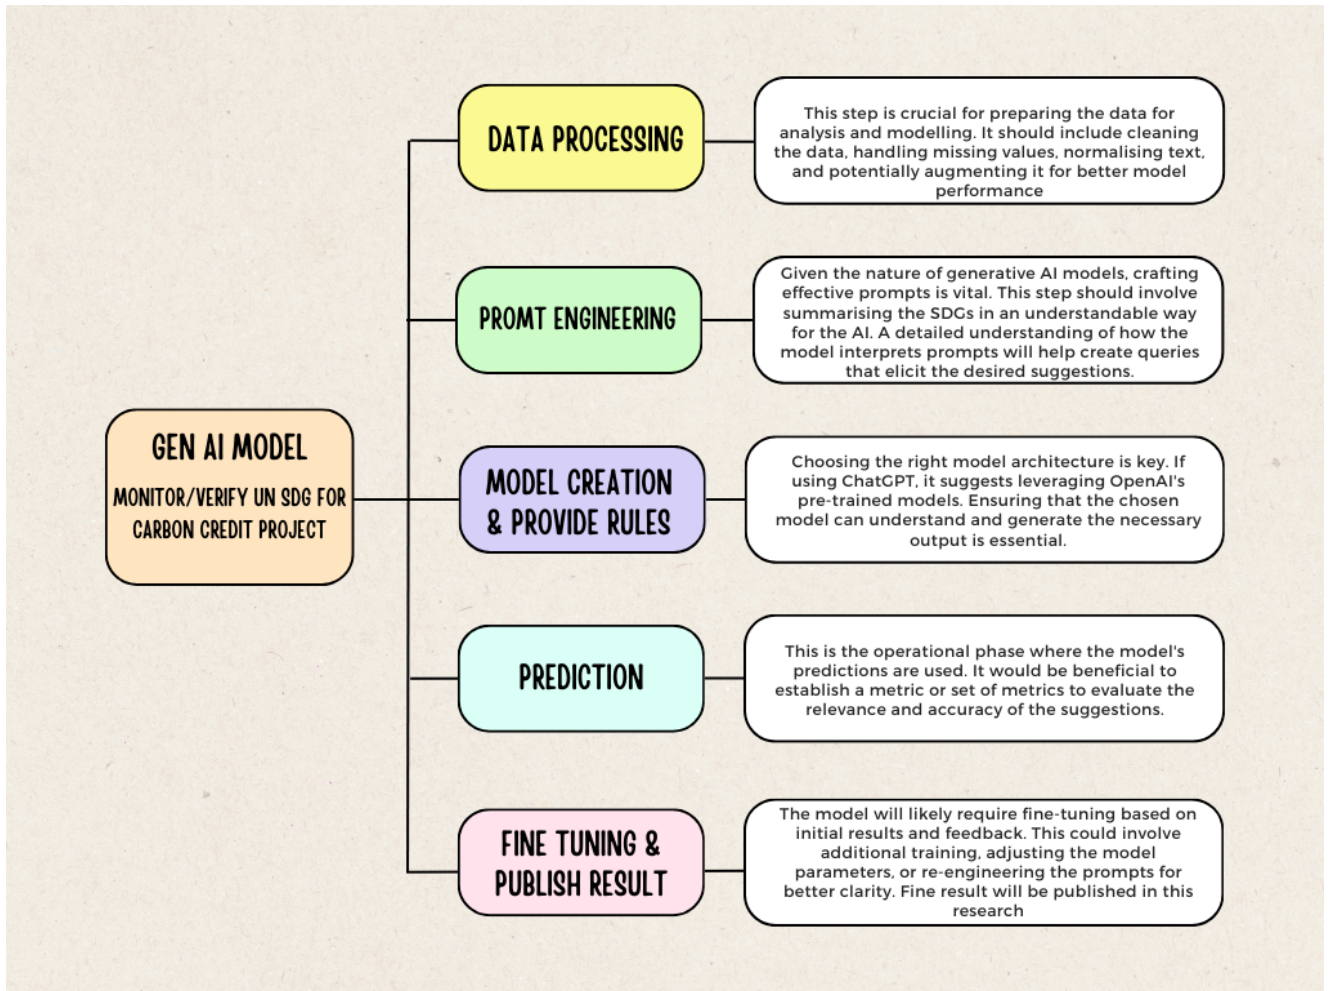 GEN AI MODEL
MONITOR/VERIFY UN SDG FOR
CARBON CREDIT PROJECT
DATA PROCESSING
This step is crucial for preparing the data for
analysis and modelling. It should include cleaning
the data, handling missing values, normalising text,
and potentially augmenting it for better model
performance
PROMT ENGINEERING
Given the nature of generative AI models, crafting
effective prompts is vital. This step should involve
summarising the SDGs in an understandable way
for the AI. A detailed understanding of how the
model interprets prompts will help create queries
that elicit the desired suggestions.
MODEL CREATION
& PROVIDE RULES
Choosing the right model architecture is key. If
using ChatGPT, it suggests leveraging OpenAI's
pre-trained models. Ensuring that the chosen
model can understand and generate the necessary
output is essential.
PREDICTION
This is the operational phase where the model's
predictions are used. It would be beneficial to
establish a metric or set of metrics to evaluate the
relevance and accuracy of the suggestions.
FINE TUNING &
PUBLISH RESULT
The model will likely require fine-tuning based on
initial results and feedback. This could involve
additional training, adjusting the model
parameters, or re-engineering the prompts for
better clarity. Fine result will be published in this
research